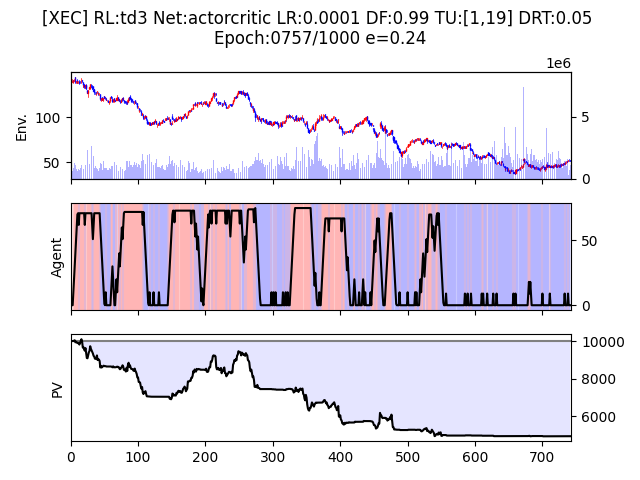 [XEC] RL:td3 Net:actorcritic LR:0.0001 DF:0.99 TU:[1,19] DRT:0.05
Epoch:0757/1000 e=0.24
1e6
Env.
100
50
5
0
Agent
50
0
PV
10000
8000
6000
0 100 200 300 400 500 600 700